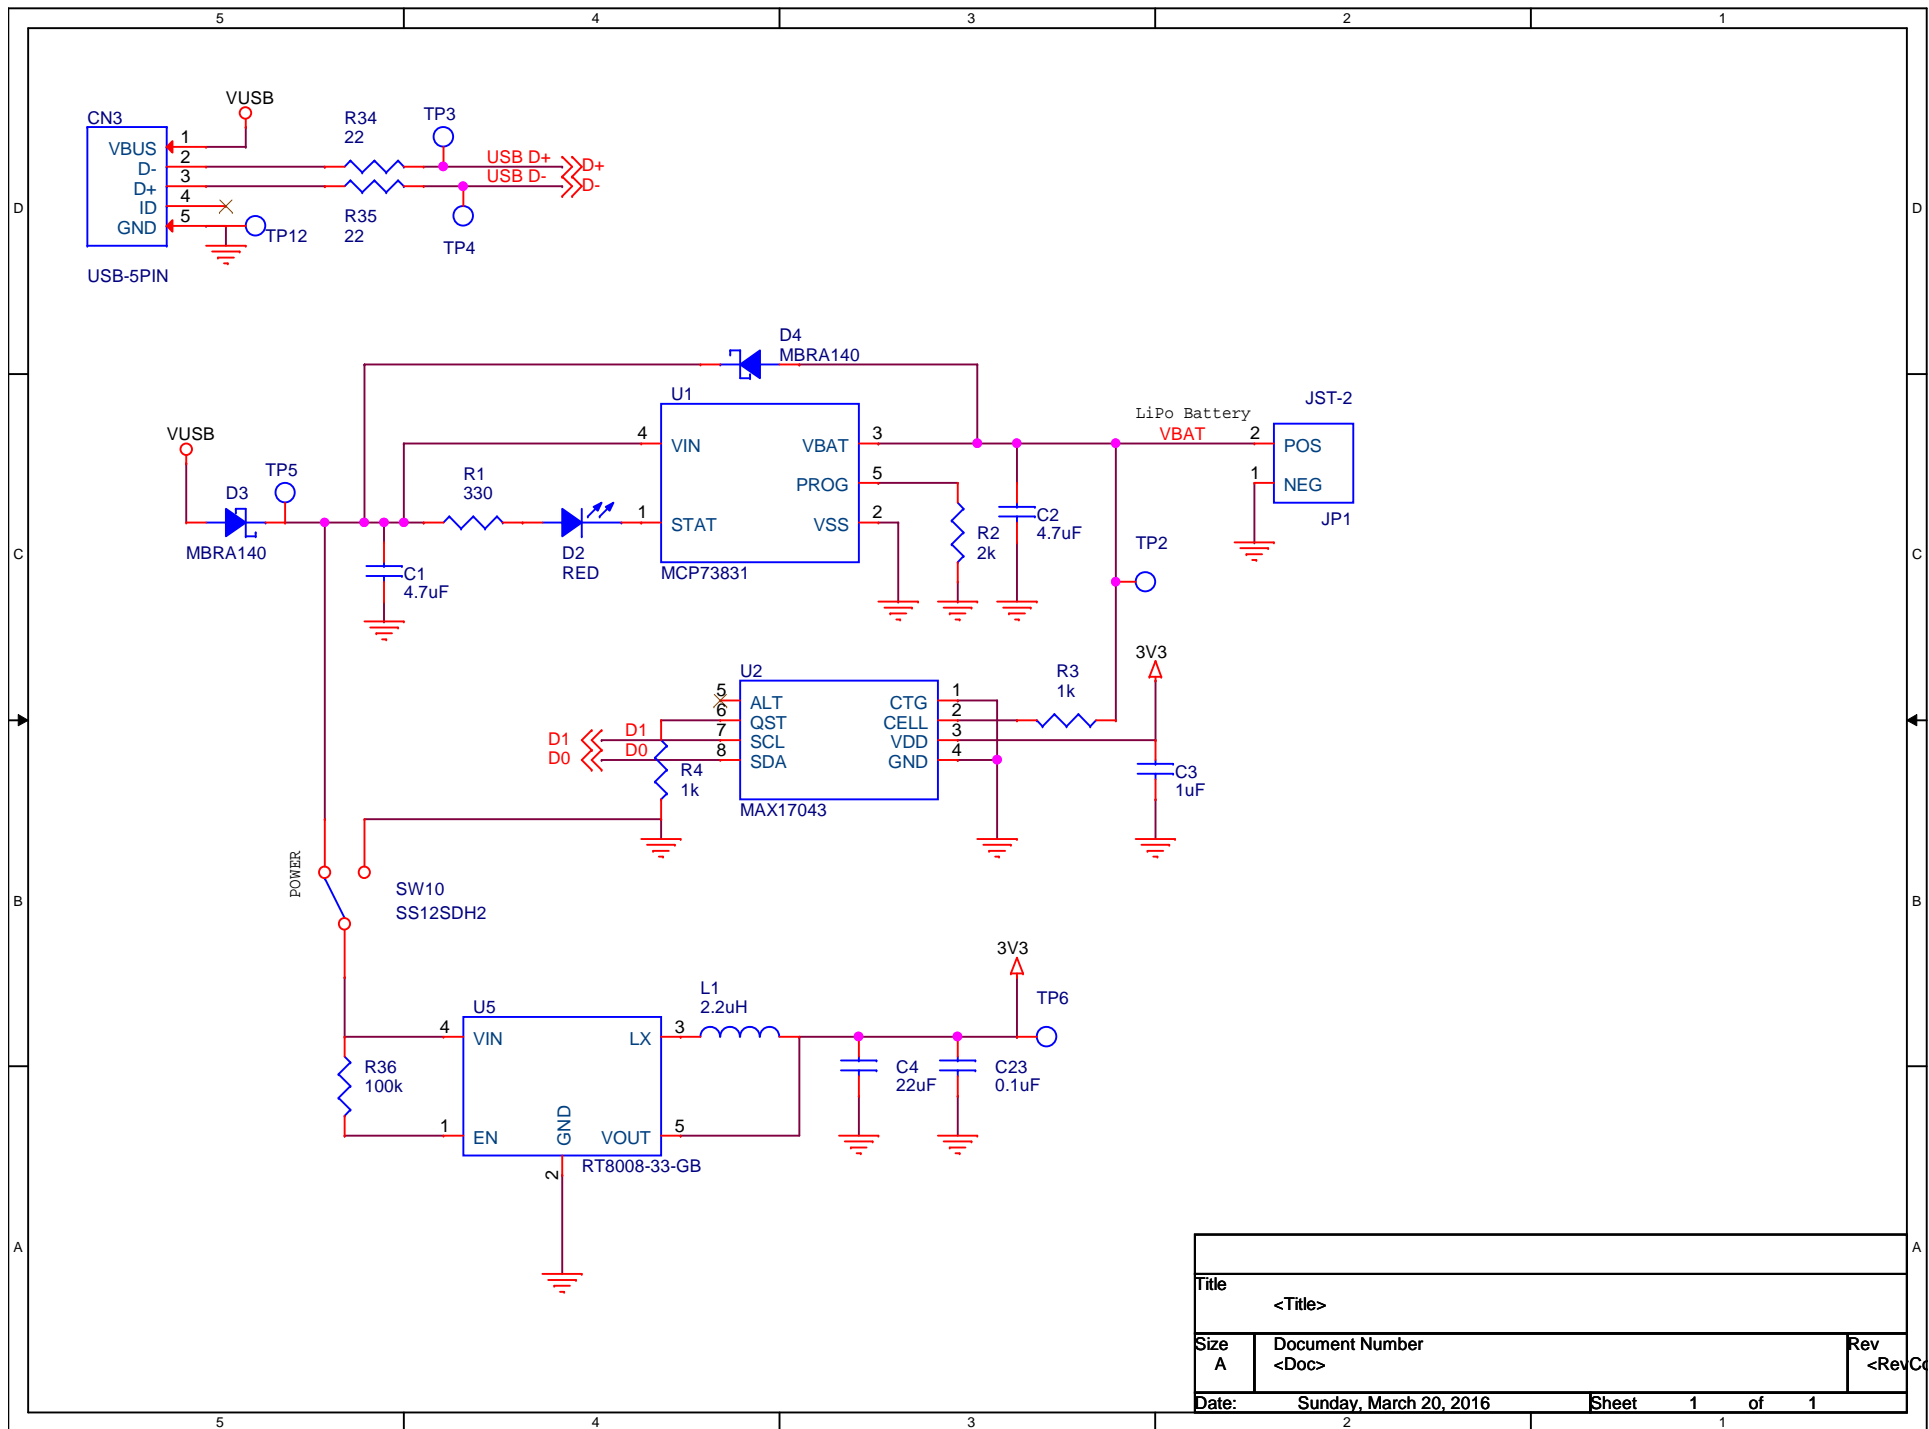 5 4 3 2 1
D
D
C
C
B
B
A
A
VUSB
CN3
VBUS 1
D- 2
D+ 3
ID 4
GND 5
USB-5PIN
TP12
R34
22
R35
22
TP3
TP4
USB D+ D+
USB D- D-
D4
MBRA140
VUSB
D3
MBRA140
TP5
C1
4.7uF
R1
330
D2
RED
U1
4 VIN
1 STAT
VBAT 3
PROG 5
VSS 2
MCP73831
R2
2k
C2
4.7uF
LiPo Battery
VBAT
JST-2
2 POS
1 NEG
JP1
TP2
U2
5 ALT
6 QST
7 SCL
8 SDA
CTG 1
CELL 2
VDD 3
GND 4
MAX17043
D1 D1
D0 D0
R4
1k
R3
1k
3V3
C3
1uF
POWER
SW10
SS12SDH2
U5
4 VIN
1 EN
GND
2
LX 3
VOUT 5
RT8008-33-GB
R36
100k
L1
2.2uH
C4
22uF
C23
0.1uF
3V3
TP6
Title
<Title>
Size
A
Document Number
<Doc>
Rev
<RevCo
Date: Sunday, March 20, 2016 Sheet 1 of 1
5 4 3 2 1